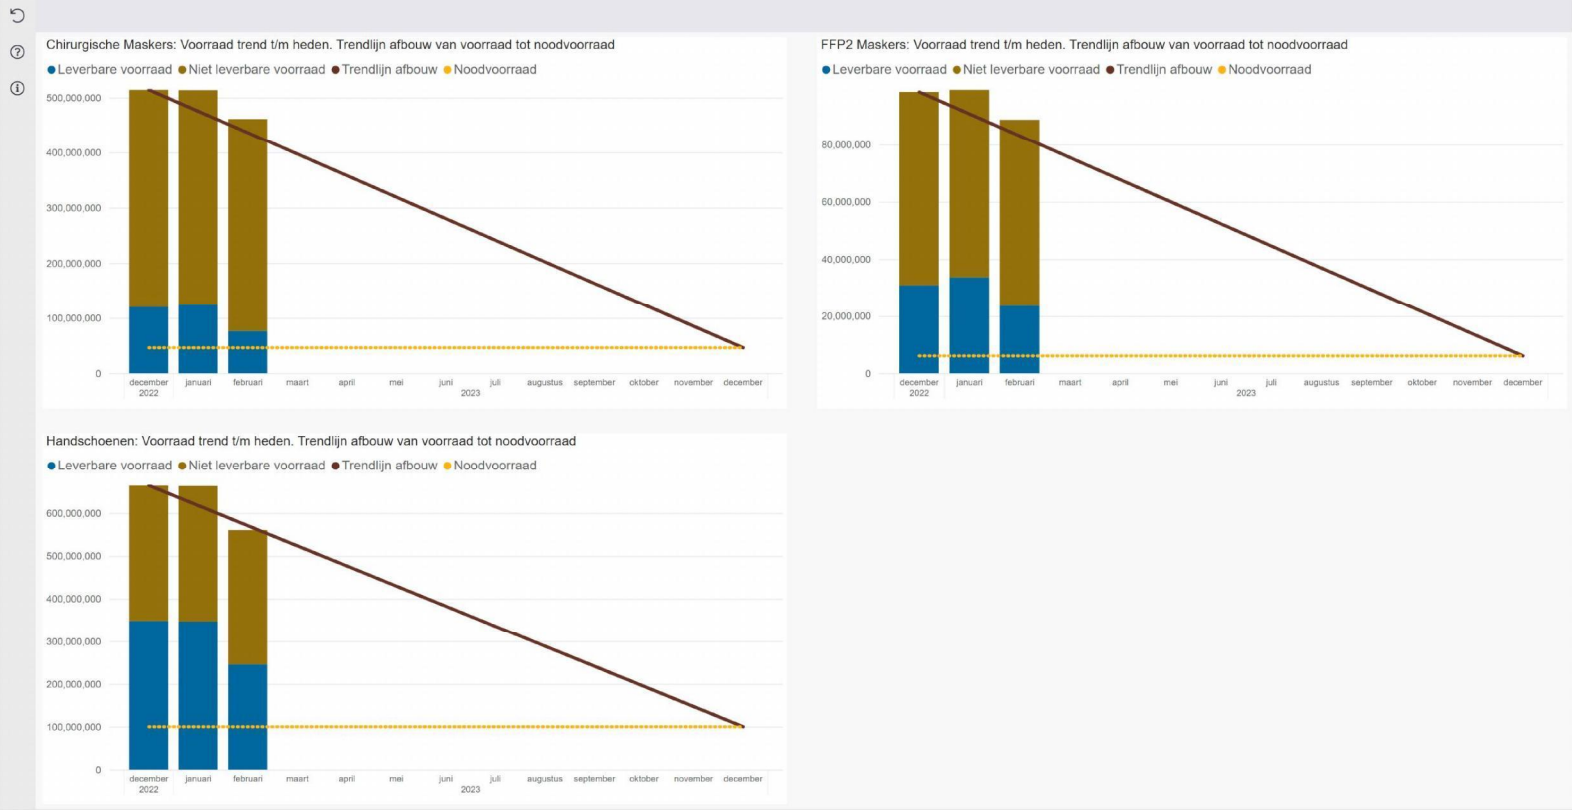 Chirurgische Maskers: Voorraad trend t/m heden. Trendlijn afbouw van voorraad tot noodvoorraad
Leverbare voorraad Niet leverbare voorraad Trendlijn afbouw Noodvoorraad
500,000,000
400,000,000
300,000,000
200,000,000
100,000,000
0
december januari februari maart april mei juni juli augustus september oktober november december
2022 2023
FFP2 Maskers: Voorraad trend t/m heden. Trendlijn afbouw van voorraad tot noodvoorraad
Leverbare voorraad Niet leverbare voorraad Trendlijn afbouw Noodvoorraad
80,000,000
60,000,000
40,000,000
20,000,000
0
december januari februari maart april mei juni juli augustus september oktober november december
2022 2023
Handschoenen: Voorraad trend t/m heden. Trendlijn afbouw van voorraad tot noodvoorraad
Leverbare voorraad Niet leverbare voorraad Trendlijn afbouw Noodvoorraad
600,000,000
500,000,000
400,000,000
300,000,000
200,000,000
100,000,000
0
december januari februari maart april mei juni juli augustus september oktober november december
2022 2023